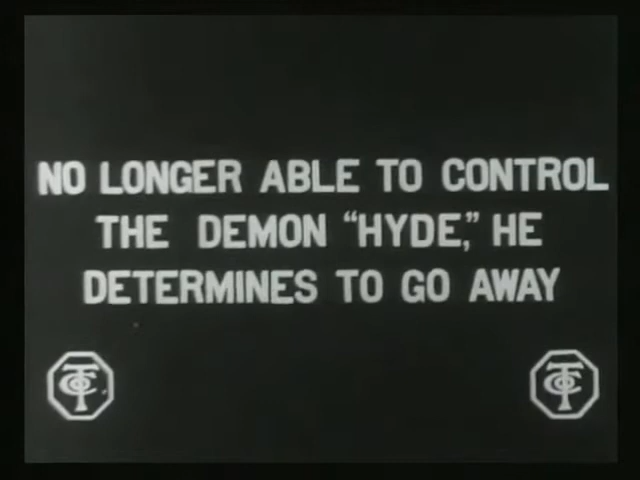 NO LONGER ABLE TO CONTROL
THE DEMON "HYDE," HE
DETERMINES TO GO AWAY